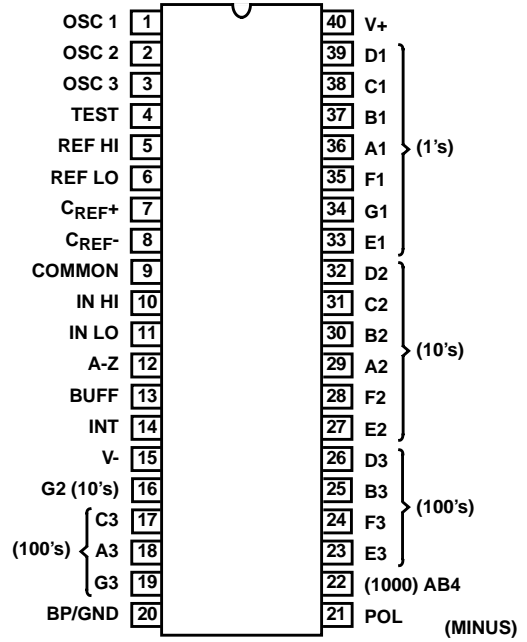 OSC 1 1 40 V+
OSC 2 2 39 D1
OSC 3 3 38 C1
TEST 4 37 B1
REF HI 5 36 A1 (1's)
REF LO 6 35 F1
CREF+ 7 34 G1
CREF- 8 33 E1
COMMON 9 32 D2
IN HI 10 31 C2
IN LO 11 30 B2
A-Z 12 29 A2 (10's)
BUFF 13 28 F2
INT 14 27 E2
V- 15 26 D3
G2 (10's) 16 25 B3
C3 17 24 F3 (100's)
(100's) A3 18 23 E3
G3 19 22 (1000) AB4
BP/GND 20 21 POL (MINUS)